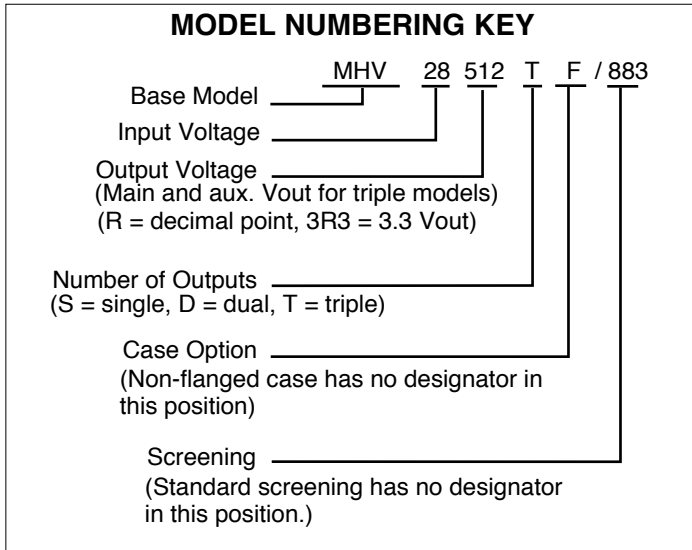 MODEL NUMBERING KEY
MHV 28 512 T F / 883
Base Model
Input Voltage
Output Voltage
(Main and aux. Vout for triple models)
(R = decimal point, 3R3 = 3.3 Vout)
Number of Outputs
(S = single, D = dual, T = triple)
Case Option
(Non-flanged case has no designator in
this position)
Screening
(Standard screening has no designator
in this position.)